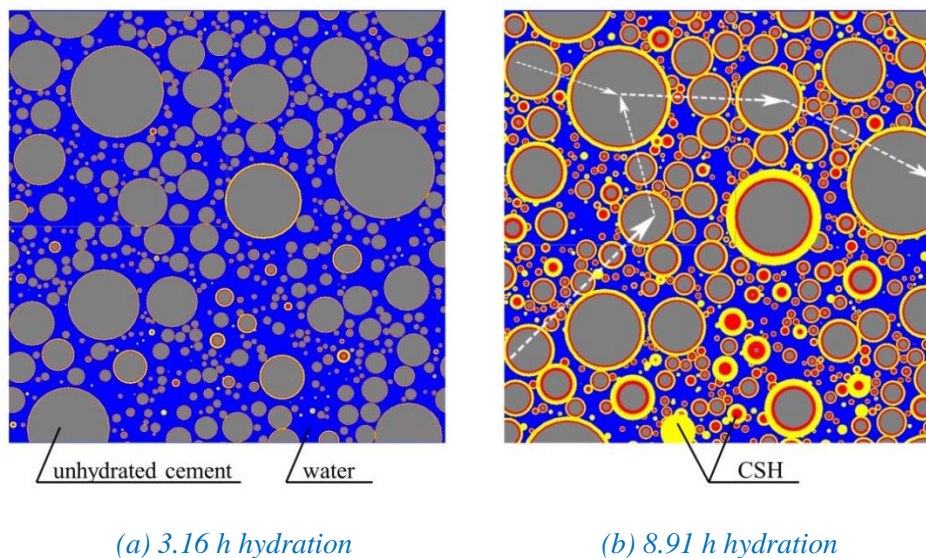 unhydrated cement
water
CSH
(a) 3.16 h hydration
(b) 8.91 h hydration